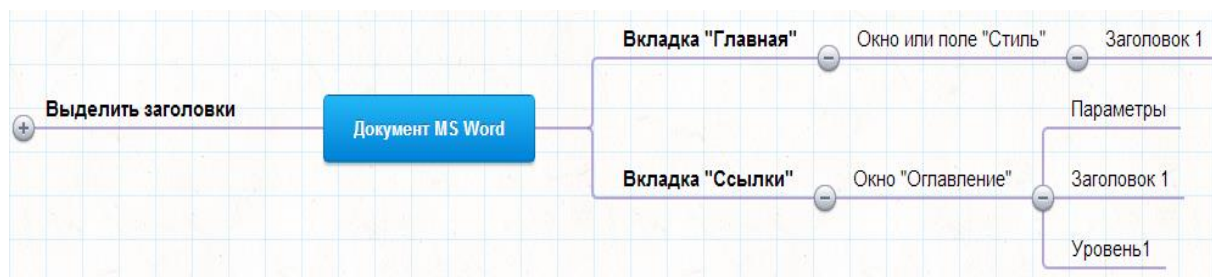 Вкладка "Главная"
Окно или поле "Стиль"
Заголовок 1
Выделить заголовки
Документ MS Word
Параметры
Вкладка "Ссылки"
Окно "Оглавление"
Заголовок 1
Уровень1